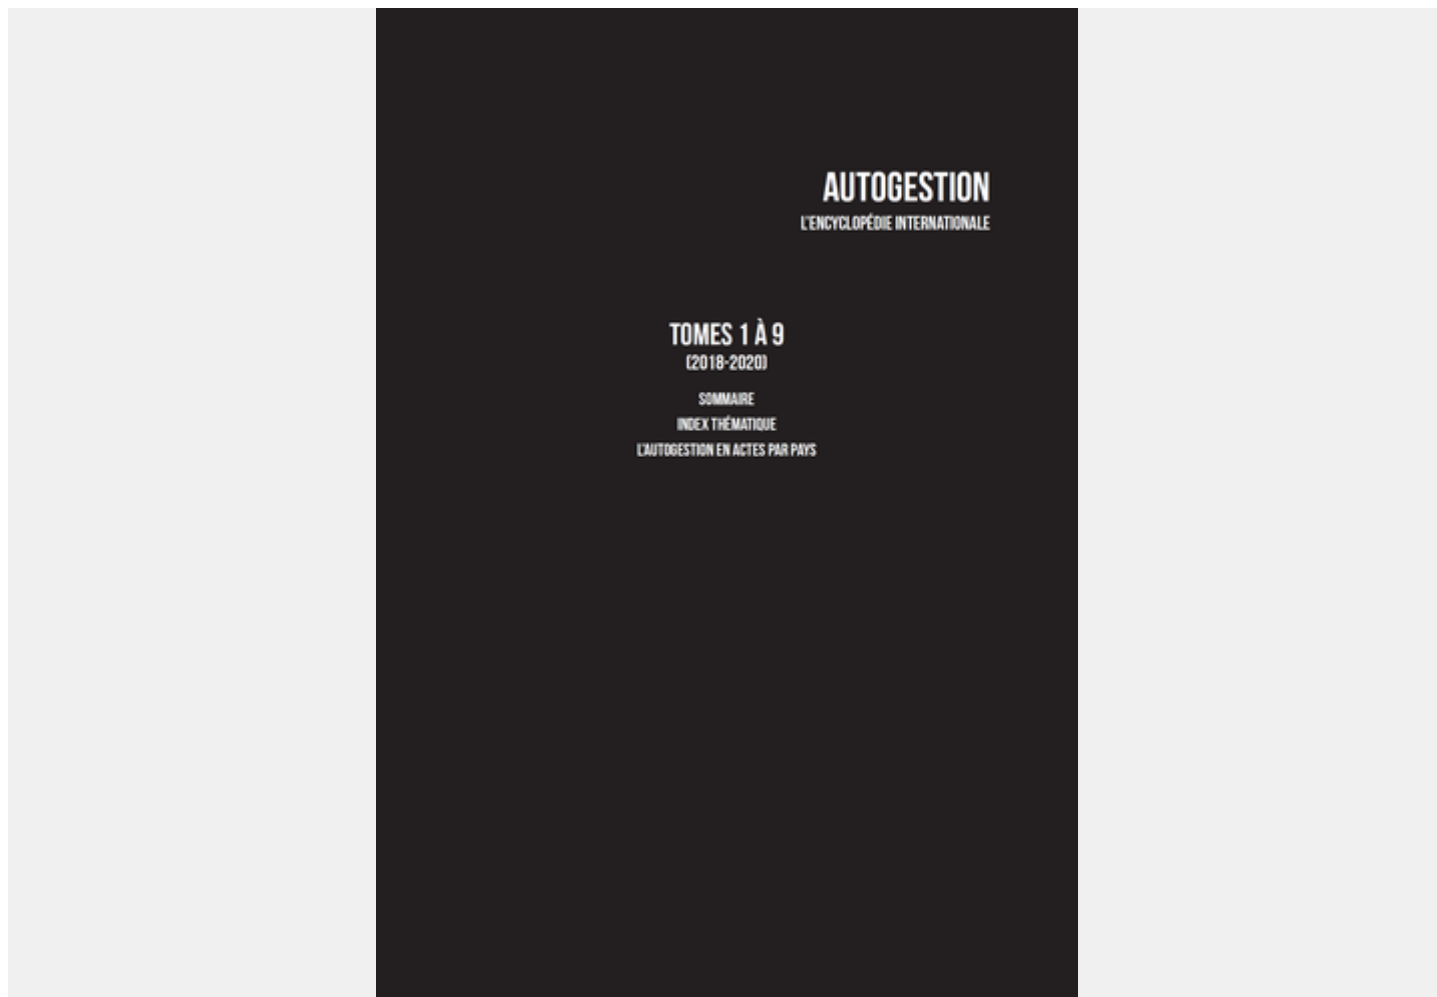 AUTOGESTION
L'ENCYCLOPÉDIE INTERNATIONALE
TOMES 1 À 9
(2018-2020)
SOMMAIRE
INDEX THÉMATIQUE
L'AUTOGESTION EN ACTES PAR PAYS